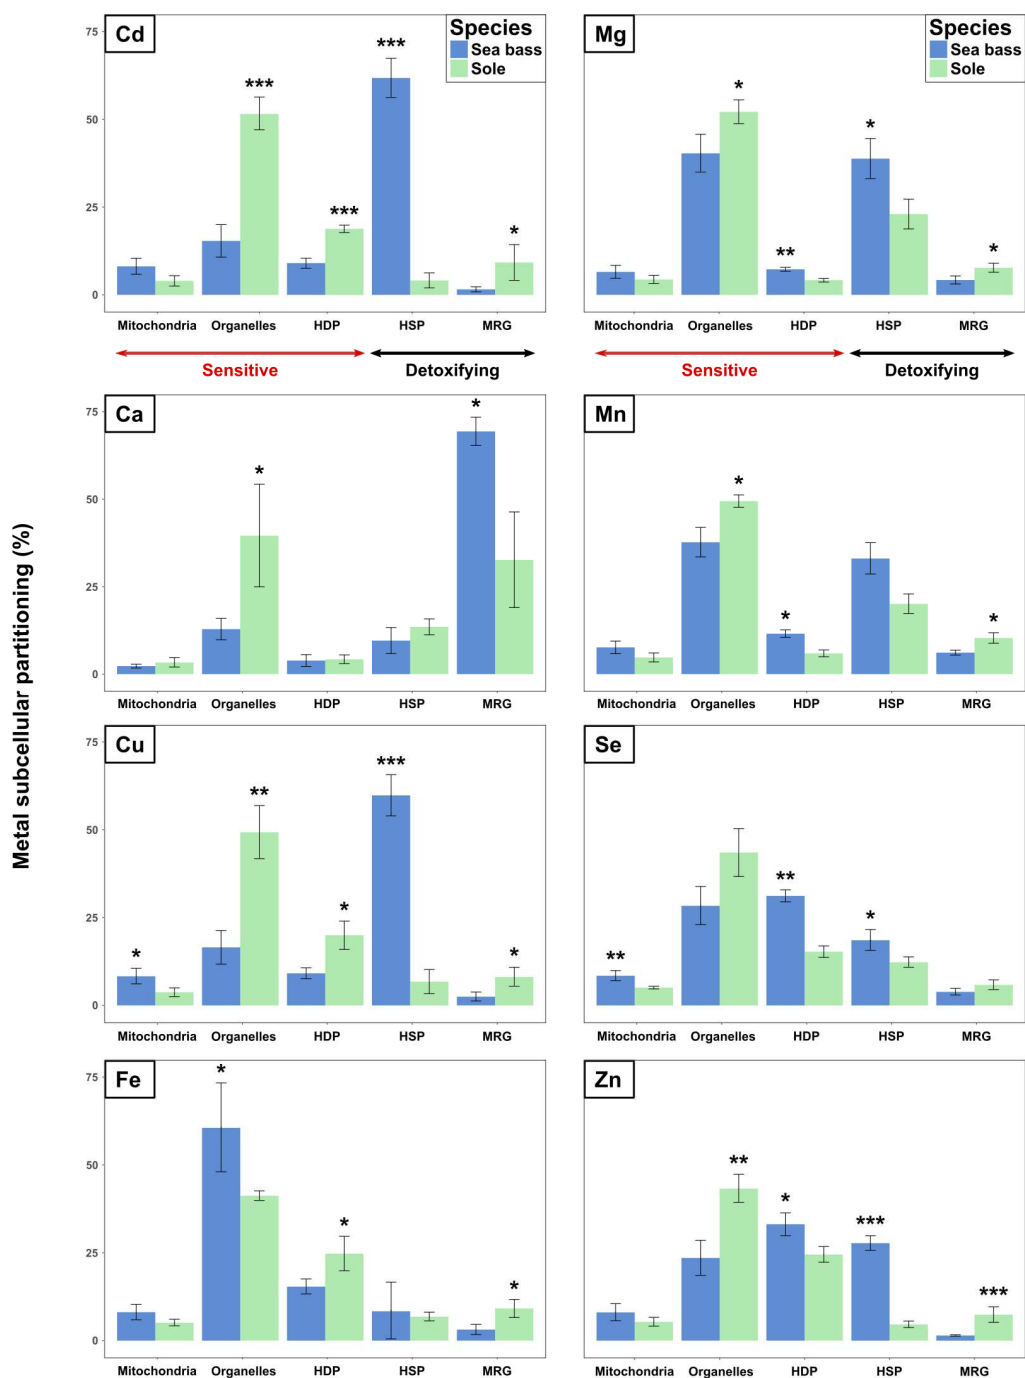 Metal subcellular partitioning (%)
Cd
Species
Sea bass
Sole
75
50
25
0
***
***
***
*
Mitochondria Organelles HDP HSP MRG
Sensitive Detoxifying
Mg
Species
Sea bass
Sole
*
**
*
*
Mitochondria Organelles HDP HSP MRG
Sensitive Detoxifying
Ca
75
50
25
0
*
*
Mitochondria Organelles HDP HSP MRG
Mn
*
*
*
Mitochondria Organelles HDP HSP MRG
Cu
75
50
25
0
*
**
*
***
*
Mitochondria Organelles HDP HSP MRG
Se
**
**
*
Mitochondria Organelles HDP HSP MRG
Fe
75
50
25
0
*
*
*
Mitochondria Organelles HDP HSP MRG
Zn
**
*
***
***
Mitochondria Organelles HDP HSP MRG